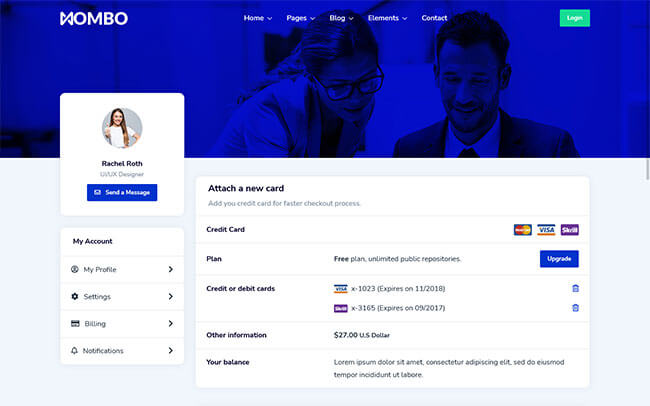 MOMBO
Home Pages Blog Elements Contact
Login
Rachel Roth
UI/UX Designer
Send a Message
My Account
My Profile
Settings
Billing
Notifications
Attach a new card
Add you credit card for faster checkout process.
Credit Card MasterCard VISA Skrill
Plan Free plan, unlimited public repositories. Upgrade
Credit or debit cards VISA x-1023 (Expires on 11/2018)
Skrill x-3165 (Expires on 09/2017)
Other information $27.00 U.S Dollar
Your balance Lorem ipsum dolor sit amet, consectetur adipiscing elit, sed do eiusmod
tempor incididunt ut labore.